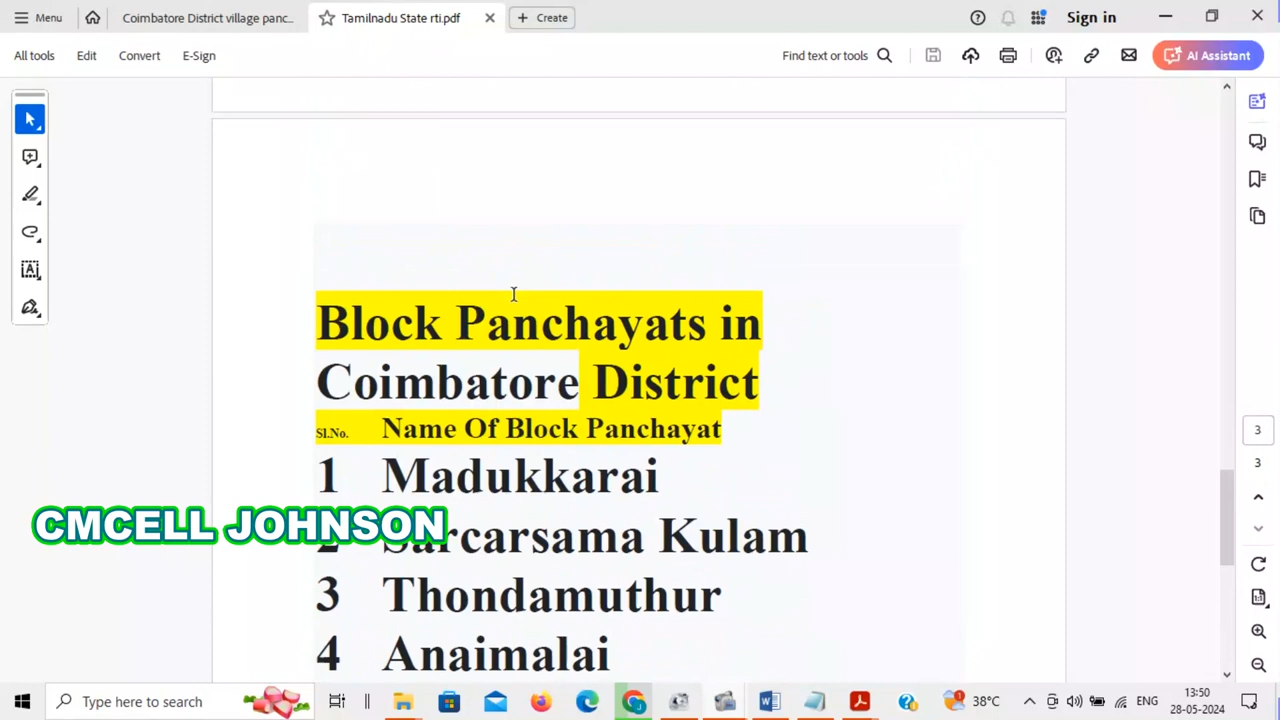 Menu
Coimbatore District village panc...
Tamilnadu State rti.pdf
Create
Sign in
All tools
Edit
Convert
E-Sign
Find text or tools
AI Assistant
Block Panchayats in
Coimbatore District
Sl.No. Name Of Block Panchayat
1 Madukkarai
2 Sarcarsama Kulam
CMCELL JOHNSON
3 Thondamuthur
4 Anaimalai
3
3
Type here to search
38°C
ENG
13:50
28-05-2024